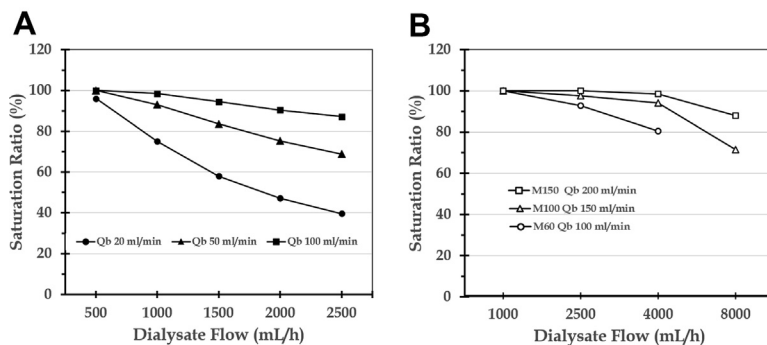 A
120
100
80
60
40
20
0
Saturation Ratio (%)
Qb 20 ml/min
Qb 50 ml/min
Qb 100 ml/min
500
1000
1500
2000
2500
Dialysate Flow (mL/h)
B
120
100
80
60
40
20
0
Saturation Ratio (%)
M150 Qb 200 ml/min
M100 Qb 150 ml/min
M60 Qb 100 ml/min
1000
2500
4000
8000
Dialysate Flow (mL/h)